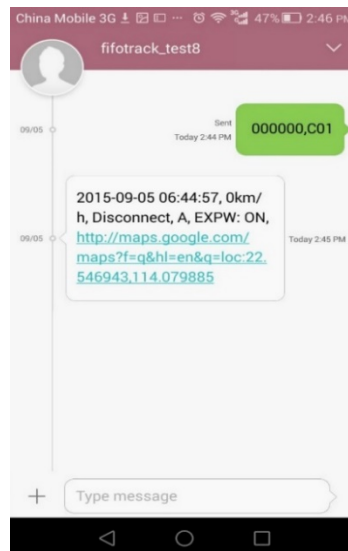 China Mobile 3G ... 47% 2:46 PM
fifotrack_test8
09/05
Sent
Today 2:44 PM
000000,C01
2015-09-05 06:44:57, 0km/
h, Disconnect, A, EXPW: ON,
http://maps.google.com/
maps?f=q&hl=en&q=loc:22.
546943,114.079885
09/05
Today 2:45 PM
Type message